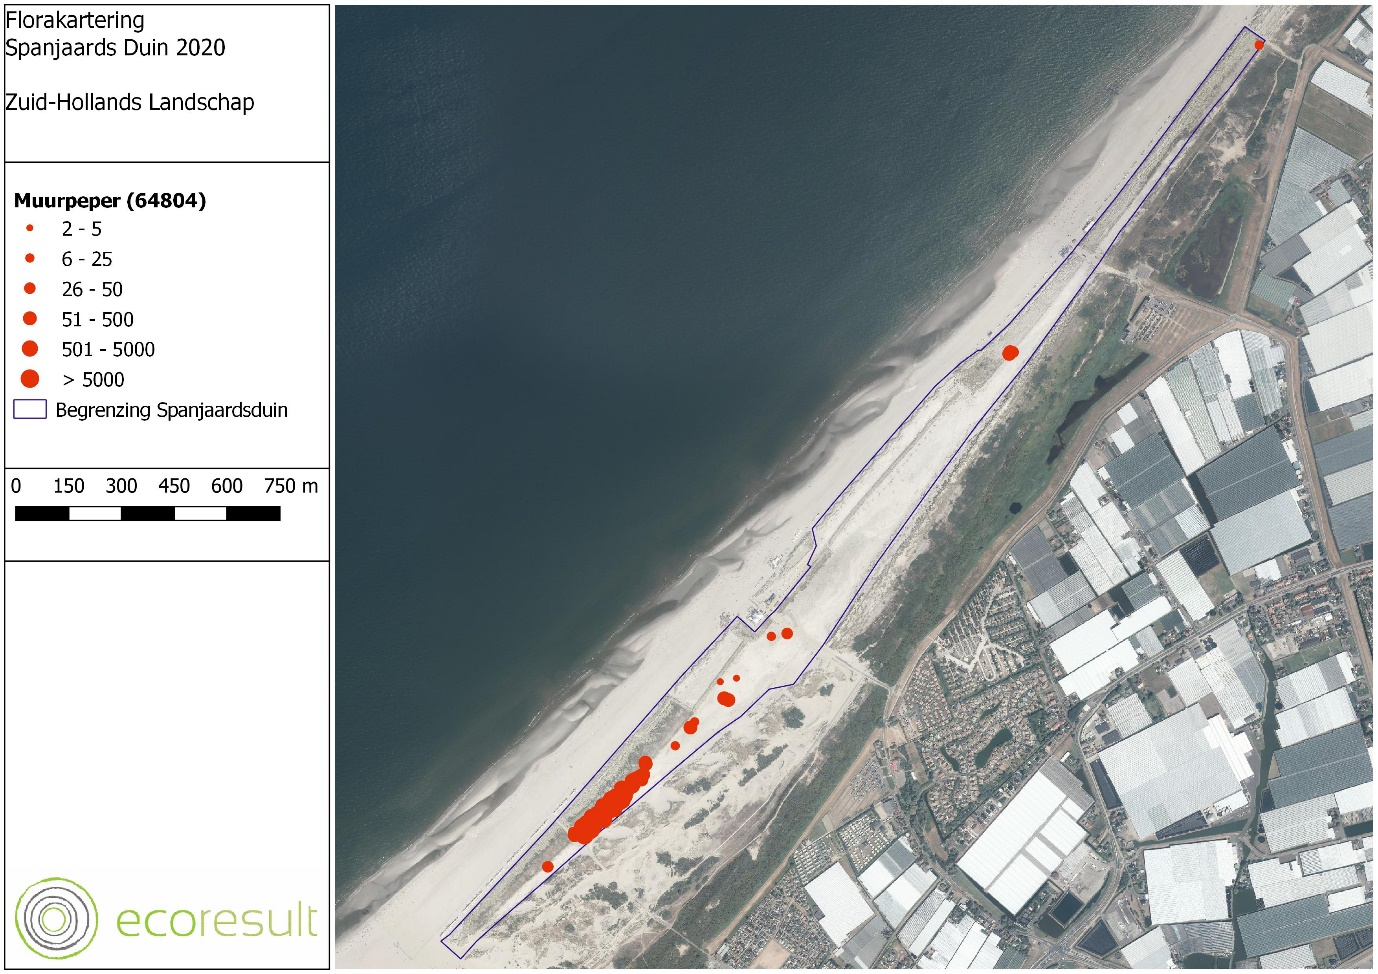 Florakartering
Spanjaards Duin 2020
Zuid-Hollands Landschap
Muurpeper (64804)
2 - 5
6 - 25
26 - 50
51 - 500
501 - 5000
> 5000
Begrenzing Spanjaardsduin
0 150 300 450 600 750 m
ecoresult